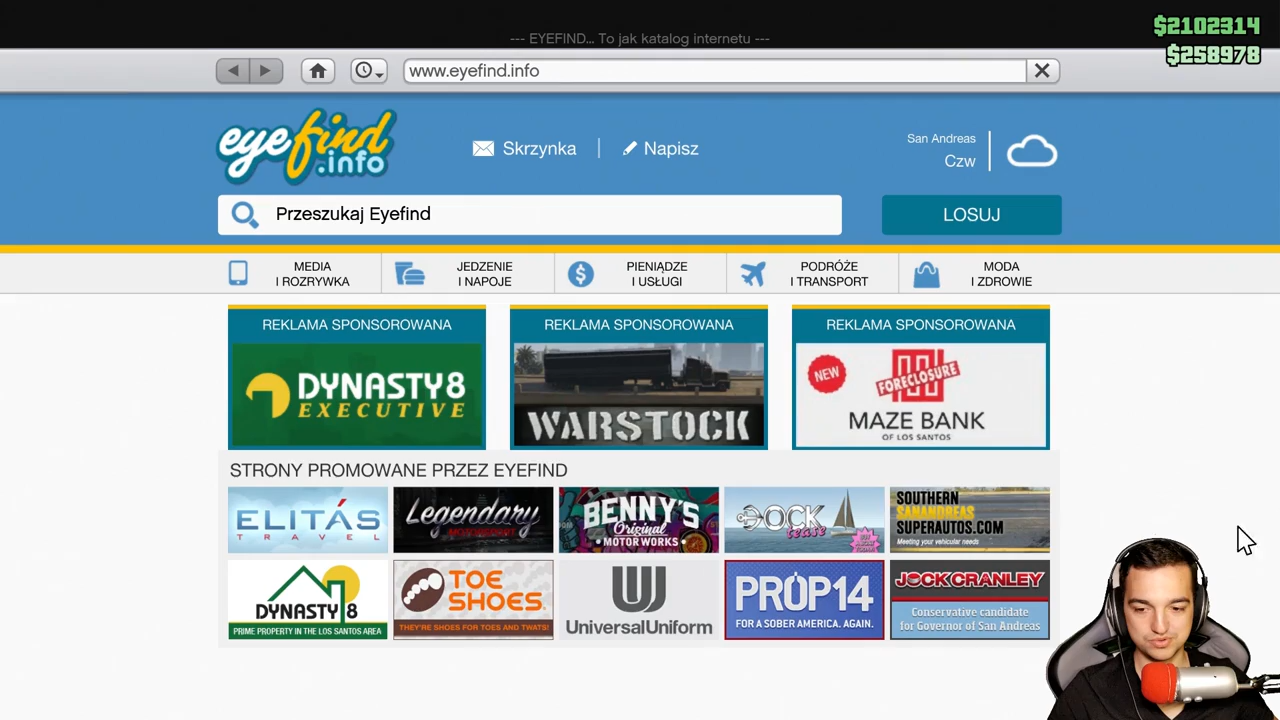 $2102314
--- EYEFIND... To jak katalog internetu ---
$258978
www.eyefind.info
eyefind
.info
Skrzynka
Napisz
San Andreas
Czw
Przeszukaj Eyefind
LOSUJ
MEDIA
I ROZRYWKA
JEDZENIE
I NAPOJE
PIENIĄDZE
I USŁUGI
PODRÓŻE
I TRANSPORT
MODA
I ZDROWIE
REKLAMA SPONSOROWANA
DYNASTY8
EXECUTIVE
REKLAMA SPONSOROWANA
WARSTOCK
REKLAMA SPONSOROWANA
NEW
FORECLOSURE
MAZE BANK
OF LOS SANTOS
STRONY PROMOWANE PRZEZ EYEFIND
ELITÁS
TRAVEL
Legendary
MOTORSPORT
BENNY'S
Original
MOTOR WORKS
DOCK
tease
SOUTHERN
SANANDREAS
SUPERAUTOS.COM
Meeting your vehicular needs
DYNASTY 8
PRIME PROPERTY IN THE LOS SANTOS AREA
TOE
SHOES.
THEY'RE SHOES FOR TOES AND TWATS!
UniversalUniform
PROP14
FOR A SOBER AMERICA. AGAIN.
JOCK CRANLEY
Conservative candidate
for Governor of San Andreas